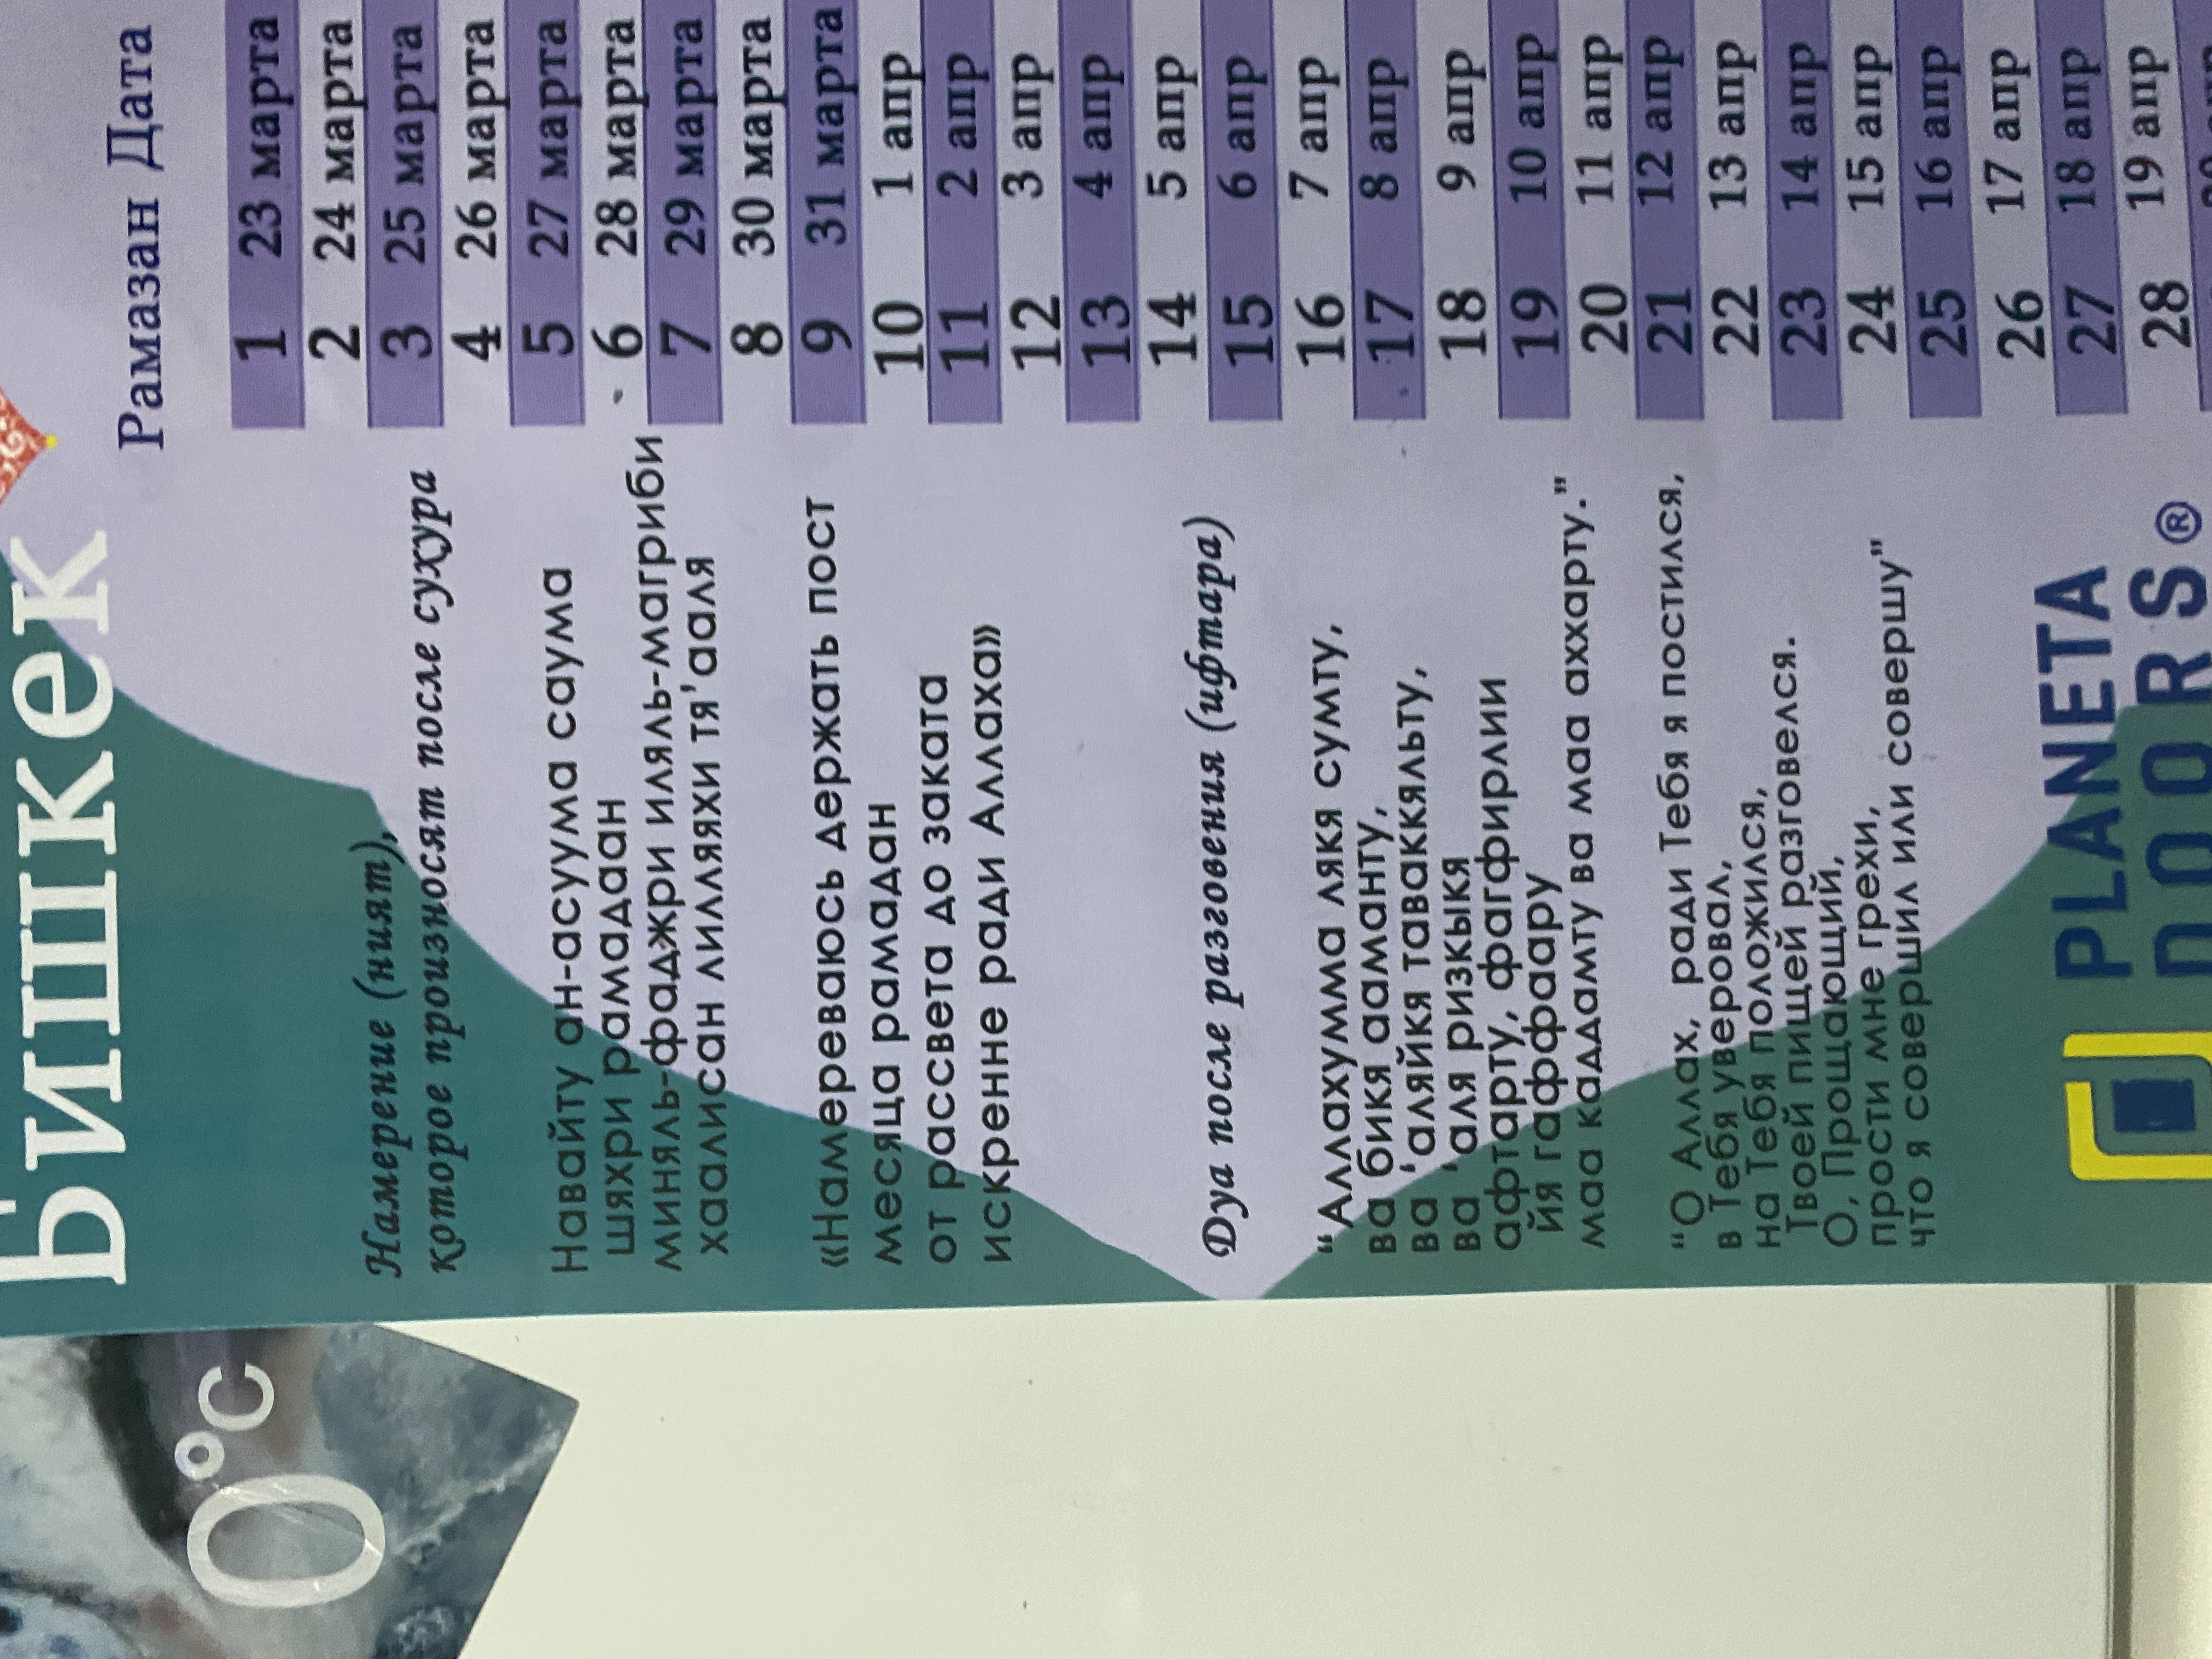 Бишкек
0°C
Намерение (ният),
которое произносят после сухура
Навайту ан-асуума саума
шяхри рамадаан
миняль-фаджри иляль-магриби
хаалисан лилляяхи тя'ааля
«Намереваюсь держать пост
месяца рамадан
от рассвета до заката
искренне ради Аллаха»
Дуа после разговения (ифтара)
“Аллахумма лякя сумту,
ва бикя ааманту,
ва ‘аляйкя таваккяльту,
ва ‘аля ризкыкя
афтарту, фагфирлии
йя гаффаару
маа каддамту ва маа аххарту."
“О Аллах, ради Тебя я постился,
в Тебя уверовал,
на Тебя положился,
Твоей пищей разговелся.
О, Прощающий,
прости мне грехи,
что я совершил или совершу"
PLANETA
DOORS®
Рамазан Дата
1 23 марта
2 24 марта
3 25 марта
4 26 марта
5 27 марта
6 28 марта
7 29 марта
8 30 марта
9 31 марта
10 1 апр
11 2 апр
12 3 апр
13 4 апр
14 5 апр
15 6 апр
16 7 апр
17 8 апр
18 9 апр
19 10 апр
20 11 апр
21 12 апр
22 13 апр
23 14 апр
24 15 апр
25 16 апр
26 17 апр
27 18 апр
28 19 апр